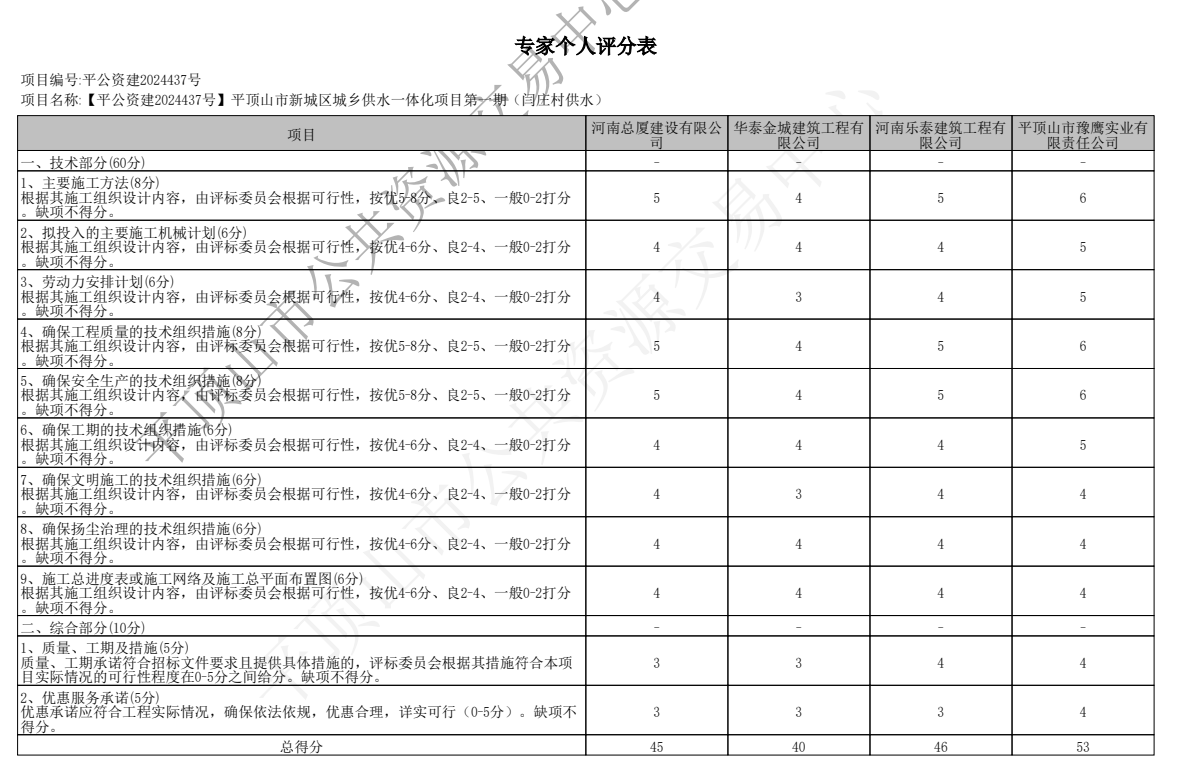 专家个人评分表
项目编号:平公资建2024437号
项目名称:【平公资建2024437号】平顶山市新城区城乡供水一体化项目第一期（闫庄村供水）
项目 河南总厦建设有限公司 华泰金城建筑工程有限公司 河南乐泰建筑工程有限公司 平顶山市豫鹰实业有限责任公司
一、技术部分(60分) - - - -
1、主要施工方法(8分)
根据其施工组织设计内容，由评标委员会根据可行性，按优5-8分、良2-5、一般0-2打分
。缺项不得分。 5 4 5 6
2、拟投入的主要施工机械计划(6分)
根据其施工组织设计内容，由评标委员会根据可行性，按优4-6分、良2-4、一般0-2打分
。缺项不得分。 4 4 4 5
3、劳动力安排计划(6分)
根据其施工组织设计内容，由评标委员会根据可行性，按优4-6分、良2-4、一般0-2打分
。缺项不得分。 4 3 4 5
4、确保工程质量的技术组织措施(8分)
根据其施工组织设计内容，由评标委员会根据可行性，按优5-8分、良2-5、一般0-2打分
。缺项不得分。 5 4 5 6
5、确保安全生产的技术组织措施(8分)
根据其施工组织设计内容，由评标委员会根据可行性，按优5-8分、良2-5、一般0-2打分
。缺项不得分。 5 4 5 6
6、确保工期的技术组织措施(6分)
根据其施工组织设计内容，由评标委员会根据可行性，按优4-6分、良2-4、一般0-2打分
。缺项不得分。 4 4 4 5
7、确保文明施工的技术组织措施(6分)
根据其施工组织设计内容，由评标委员会根据可行性，按优4-6分、良2-4、一般0-2打分
。缺项不得分。 4 3 4 4
8、确保扬尘治理的技术组织措施(6分)
根据其施工组织设计内容，由评标委员会根据可行性，按优4-6分、良2-4、一般0-2打分
。缺项不得分。 4 4 4 4
9、施工总进度表或施工网络及施工总平面布置图(6分)
根据其施工组织设计内容，由评标委员会根据可行性，按优4-6分、良2-4、一般0-2打分
。缺项不得分。 4 4 4 4
二、综合部分(10分) - - - -
1、质量、工期及措施(5分)
质量、工期承诺符合招标文件要求且提供具体措施的，评标委员会根据其措施符合本项
目实际情况的可行性程度在0-5分之间给分。缺项不得分。 3 3 4 4
2、优惠服务承诺(5分)
优惠承诺应符合工程实际情况，确保依法依规，优惠合理，详实可行（0-5分）。缺项不
得分。 3 3 3 4
总得分 45 40 46 53
平顶山市公共资源交易中心
平顶山市公共资源交易中心